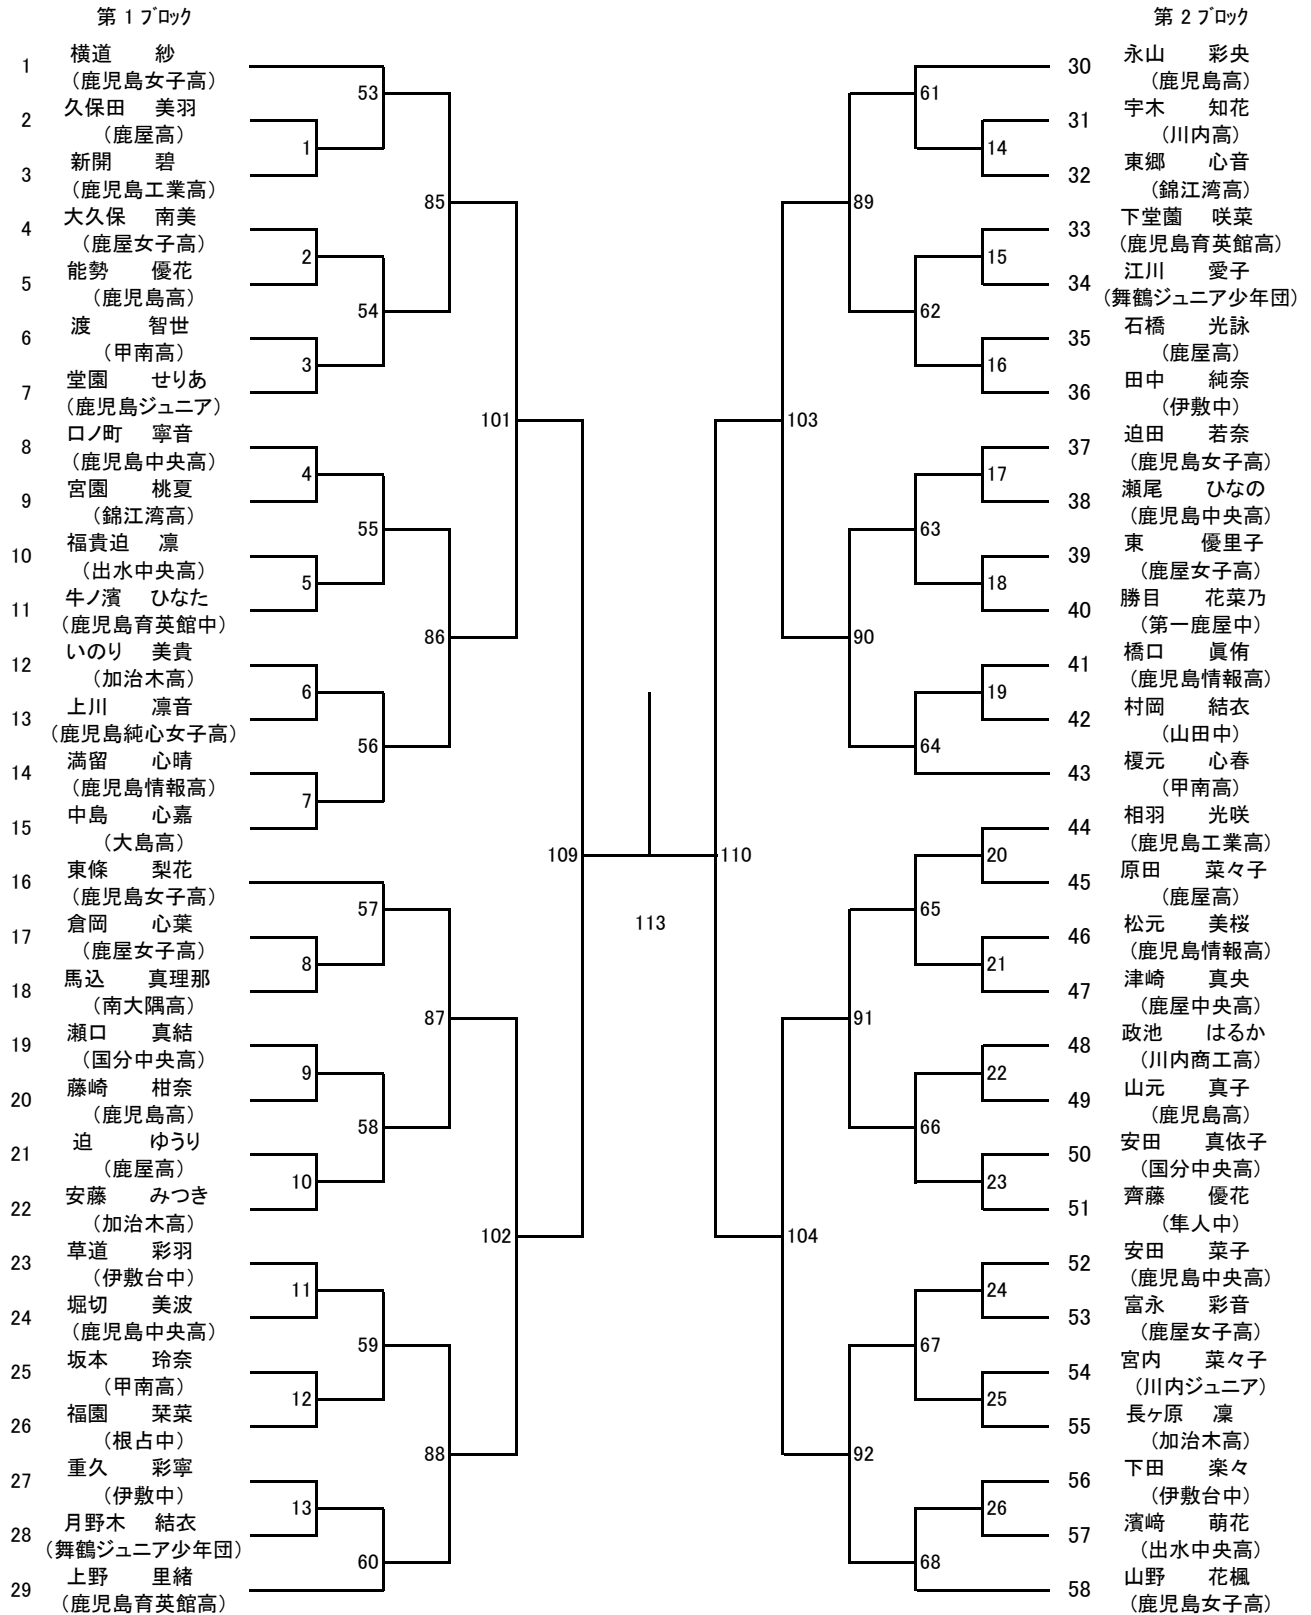 第 1 ブロック
1 横道 紗
（鹿児島女子高）
53
2 久保田 美羽
（鹿屋高）
1
3 新開 碧
（鹿児島工業高）
85
4 大久保 南美
（鹿屋女子高）
2
5 能勢 優花
（鹿児島高）
54
6 渡 智世
（甲南高）
3
7 堂園 せりあ
（鹿児島ジュニア）
101
8 口ノ町 寧音
（鹿児島中央高）
4
9 宮園 桃夏
（錦江湾高）
55
10 福貴迫 凛
（出水中央高）
5
11 牛ノ濱 ひなた
（鹿児島育英館中）
86
12 いのり 美貴
（加治木高）
6
13 上川 凛音
（鹿児島純心女子高）
56
14 満留 心晴
（鹿児島情報高）
7
15 中島 心嘉
（大島高）
109
16 東條 梨花
（鹿児島女子高）
57
17 倉岡 心葉
（鹿屋女子高）
8
18 馬込 真理那
（南大隅高）
87
19 瀬口 真結
（国分中央高）
9
20 藤崎 柑奈
（鹿児島高）
58
21 迫 ゆうり
（鹿屋高）
10
22 安藤 みつき
（加治木高）
102
23 草道 彩羽
（伊敷台中）
11
24 堀切 美波
（鹿児島中央高）
59
25 坂本 玲奈
（甲南高）
12
26 福園 栞菜
（根占中）
88
27 重久 彩寧
（伊敷中）
13
28 月野木 結衣
（舞鶴ジュニア少年団）
60
29 上野 里緒
（鹿児島育英館高）
113
第 2 ブロック
30 永山 彩央
（鹿児島高）
61
31 宇木 知花
（川内高）
14
32 東郷 心音
（錦江湾高）
89
33 下堂薗 咲菜
（鹿児島育英館高）
15
34 江川 愛子
（舞鶴ジュニア少年団）
62
35 石橋 光詠
（鹿屋高）
16
36 田中 純奈
（伊敷中）
103
37 迫田 若奈
（鹿児島女子高）
17
38 瀬尾 ひなの
（鹿児島中央高）
63
39 東 優里子
（鹿屋女子高）
18
40 勝目 花菜乃
（第一鹿屋中）
90
41 橋口 眞侑
（鹿児島情報高）
19
42 村岡 結衣
（山田中）
64
43 榎元 心春
（甲南高）
44 相羽 光咲
（鹿児島工業高）
110
20
45 原田 菜々子
（鹿屋高）
65
46 松元 美桜
（鹿児島情報高）
21
47 津崎 真央
（鹿屋中央高）
91
48 政池 はるか
（川内商工高）
22
49 山元 真子
（鹿児島高）
66
50 安田 真依子
（国分中央高）
23
51 齊藤 優花
（隼人中）
104
52 安田 菜子
（鹿児島中央高）
24
53 富永 彩音
（鹿屋女子高）
67
54 宮内 菜々子
（川内ジュニア）
25
55 長ヶ原 凜
（加治木高）
92
56 下田 楽々
（伊敷台中）
26
57 濱﨑 萌花
（出水中央高）
68
58 山野 花楓
（鹿児島女子高）